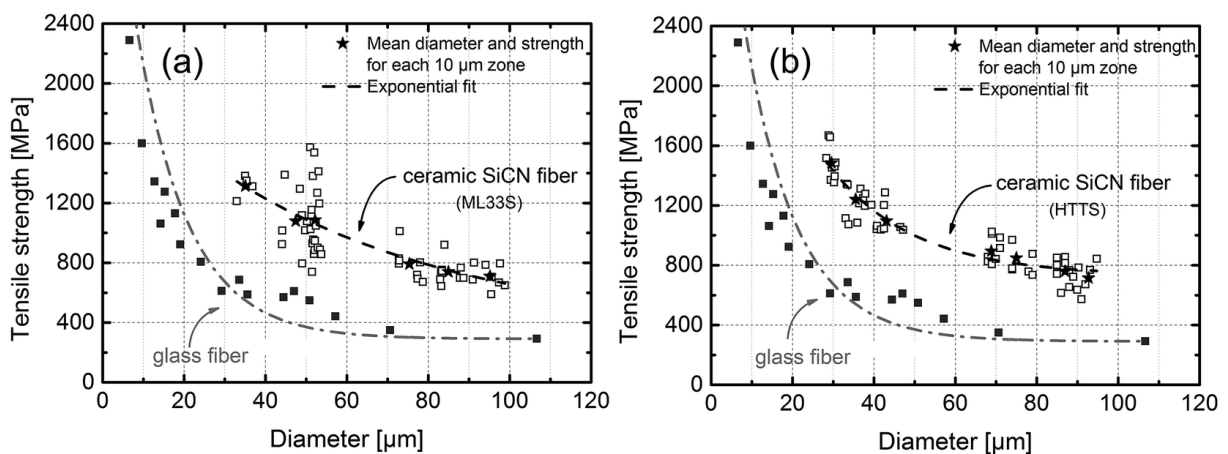 (a)
Mean diameter and strength
for each 10 µm zone
Exponential fit
ceramic SiCN fiber
(ML33S)
glass fiber
Tensile strength [MPa]
2400
2000
1600
1200
800
400
0
0 20 40 60 80 100 120
Diameter [µm]
(b)
Mean diameter and strength
for each 10 µm zone
Exponential fit
ceramic SiCN fiber
(HTTS)
glass fiber
Tensile strength [MPa]
2400
2000
1600
1200
800
400
0
0 20 40 60 80 100 120
Diameter [µm]